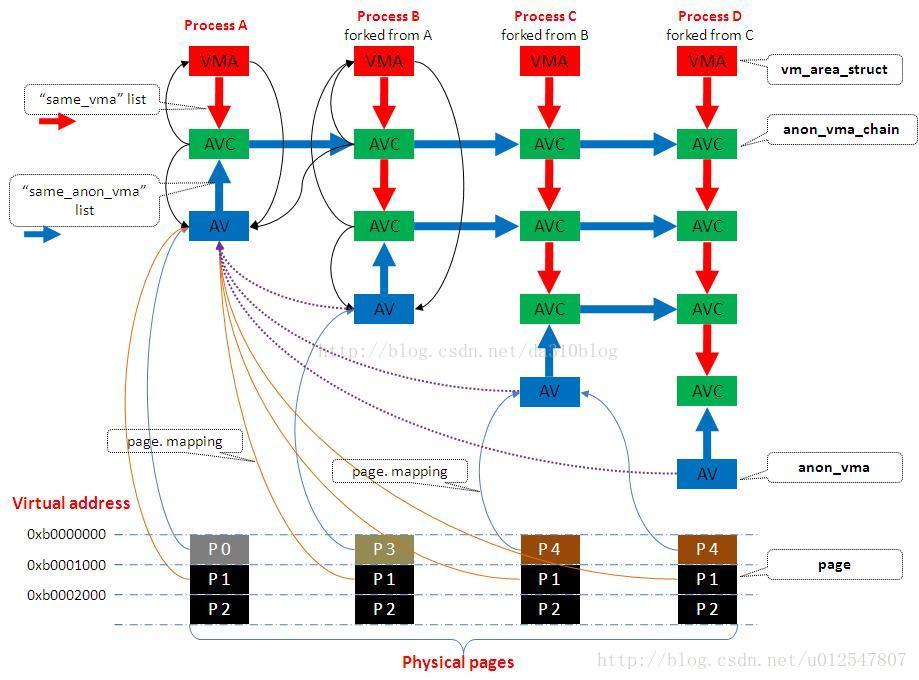 Process A
Process B
forked from A
Process C
forked from B
Process D
forked from C
VMA
VMA
VMA
VMA
vm_area_struct
“same_vma” list
AVC
AVC
AVC
AVC
anon_vma_chain
“same_anon_vma”
list
AV
AVC
AVC
AVC
AV
AVC
AVC
http://blog.csdn.net/da310blog
AV
AVC
page. mapping
page. mapping
AV
anon_vma
Virtual address
0xb0000000
P 0
P 3
P 4
P 4
0xb0001000
P 1
P 1
P 1
P 1
page
0xb0002000
P 2
P 2
P 2
P 2
Physical pages
http://blog.csdn.net/u012547807